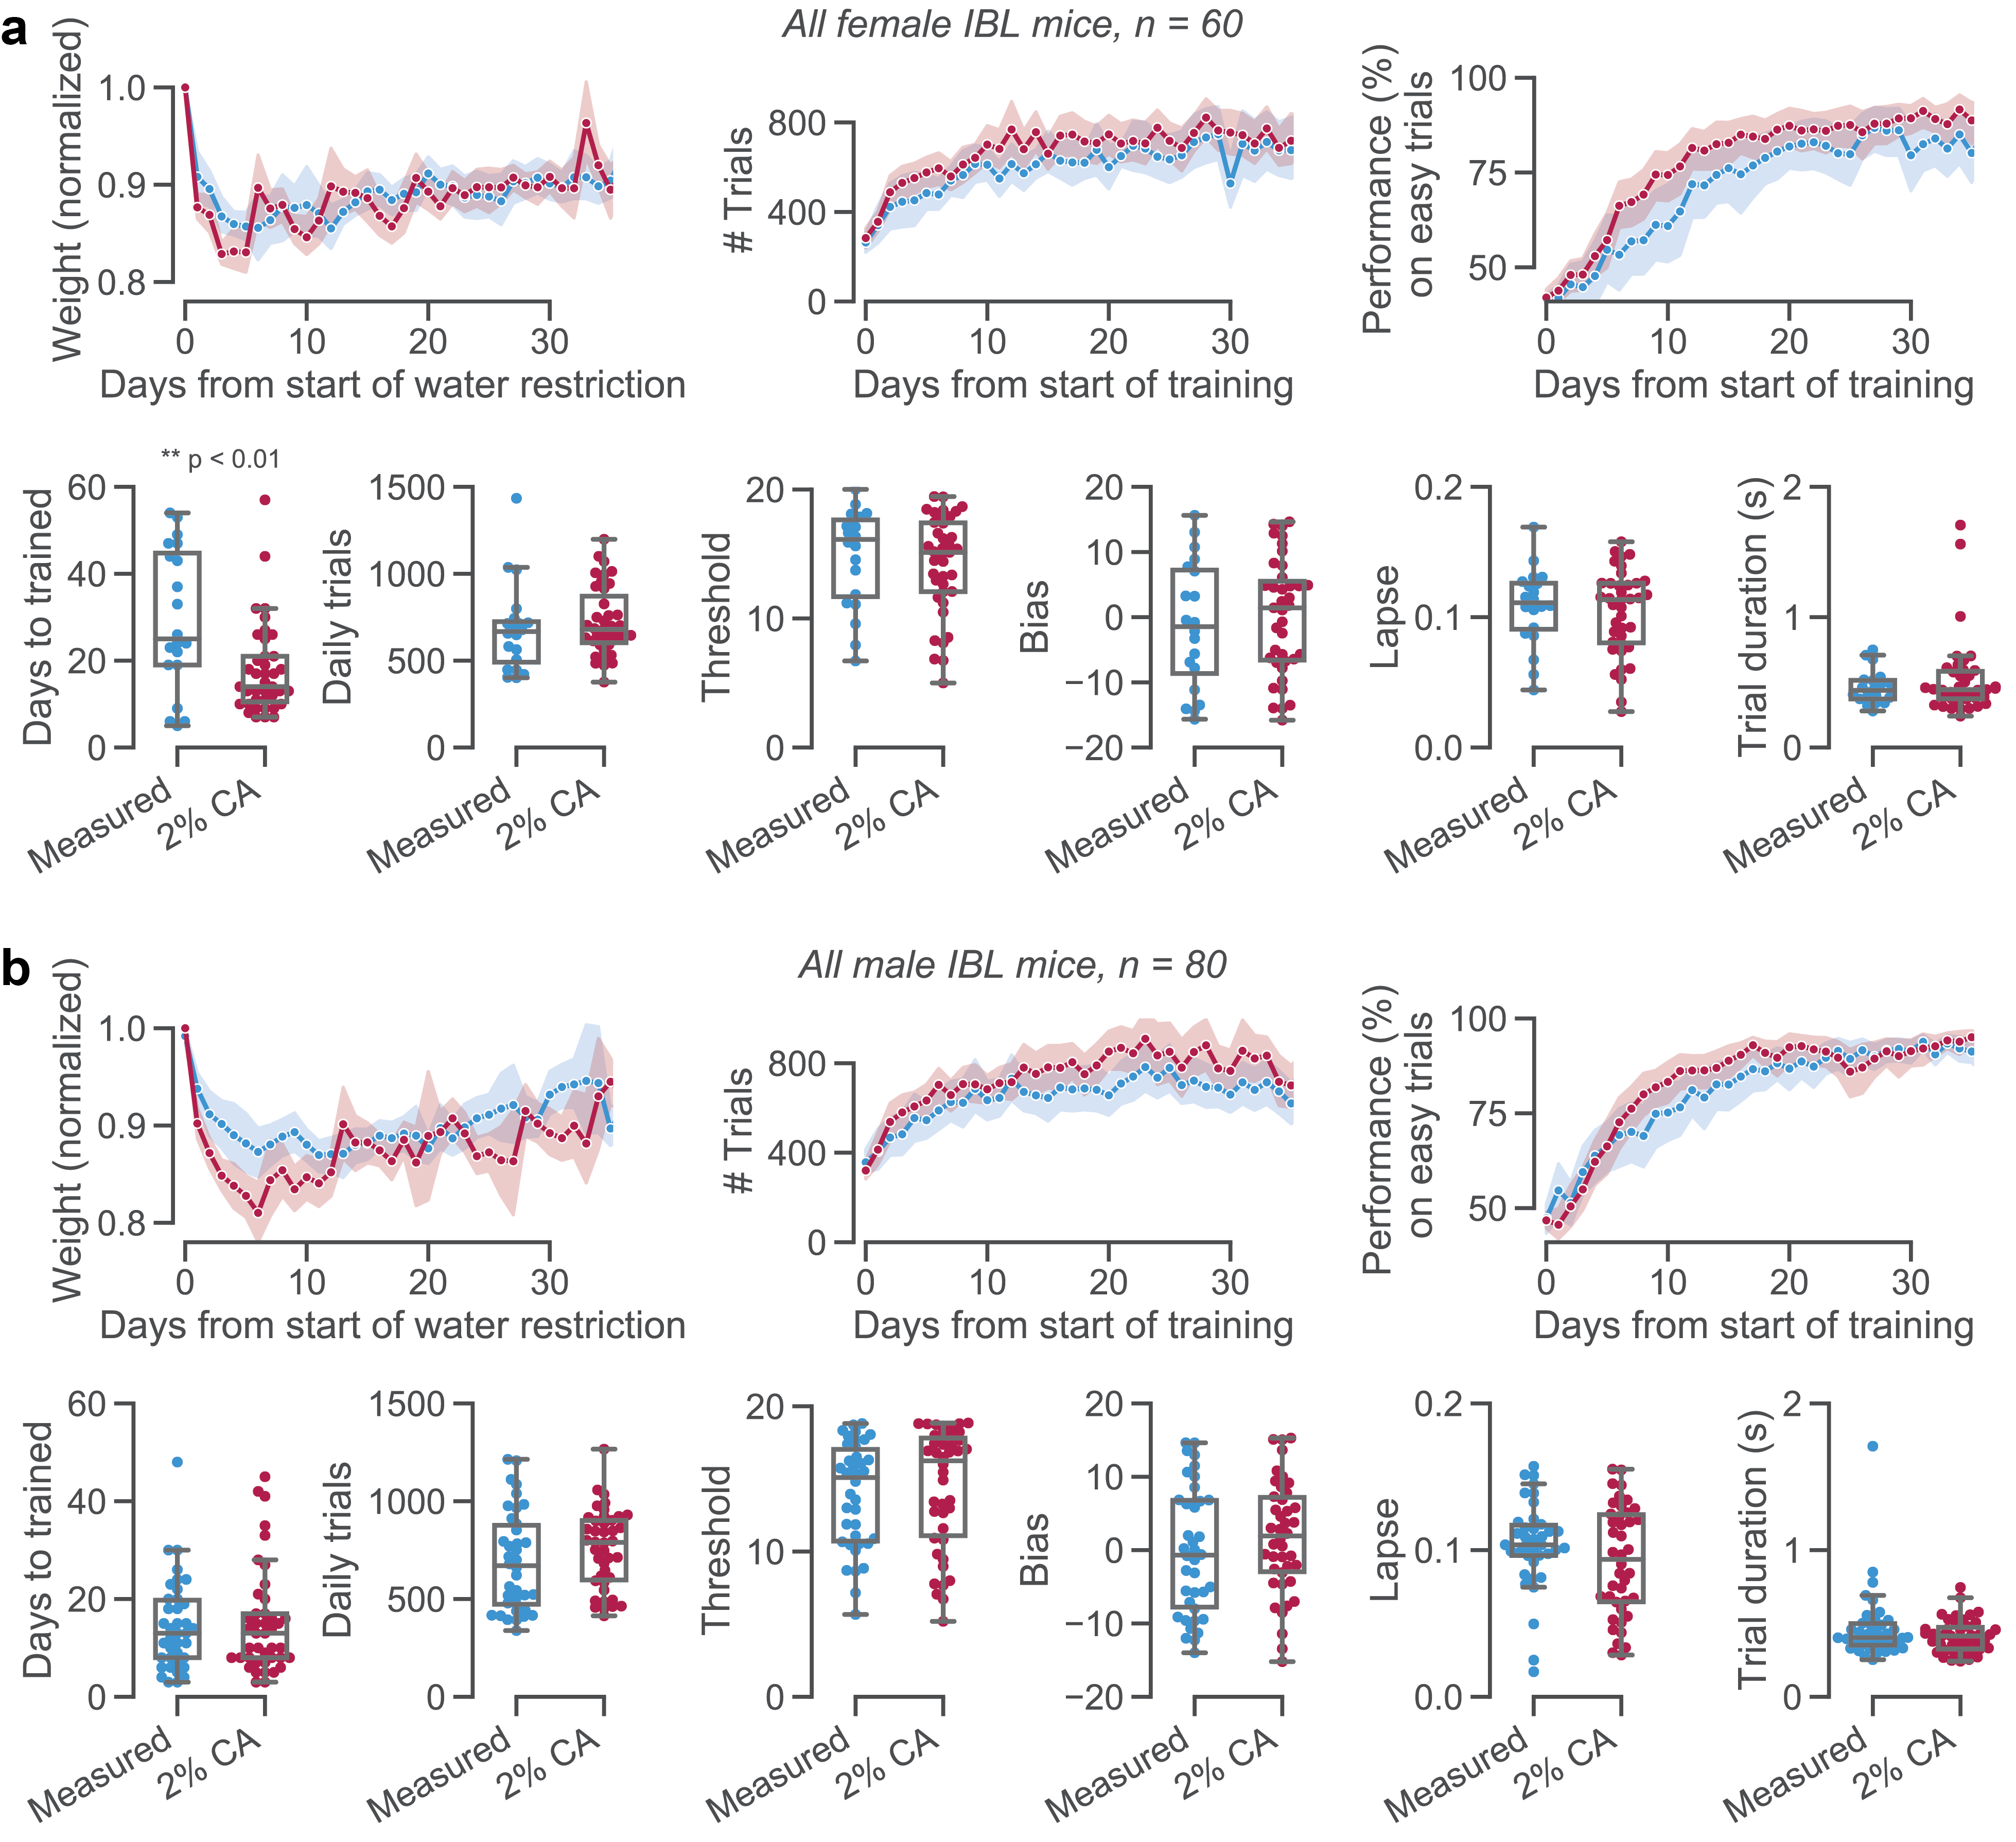 a
All female IBL mice, n = 60
Weight (normalized)
1.0
0.9
0.8
0
10
20
30
Days from start of water restriction
# Trials
800
400
0
0
10
20
30
Days from start of training
Performance (%)
on easy trials
100
75
50
0
10
20
30
Days from start of training
** p < 0.01
Days to trained
60
40
20
0
Measured
2% CA
Daily trials
1500
1000
500
0
Measured
2% CA
Threshold
20
10
0
Measured
2% CA
Bias
20
10
0
−10
−20
Measured
2% CA
Lapse
0.2
0.1
0.0
Measured
2% CA
Trial duration (s)
2
1
0
Measured
2% CA
b
All male IBL mice, n = 80
Weight (normalized)
1.0
0.9
0.8
0
10
20
30
Days from start of water restriction
# Trials
800
400
0
0
10
20
30
Days from start of training
Performance (%)
on easy trials
100
75
50
0
10
20
30
Days from start of training
Days to trained
60
40
20
0
Measured
2% CA
Daily trials
1500
1000
500
0
Measured
2% CA
Threshold
20
10
0
Measured
2% CA
Bias
20
10
0
−10
−20
Measured
2% CA
Lapse
0.2
0.1
0.0
Measured
2% CA
Trial duration (s)
2
1
0
Measured
2% CA